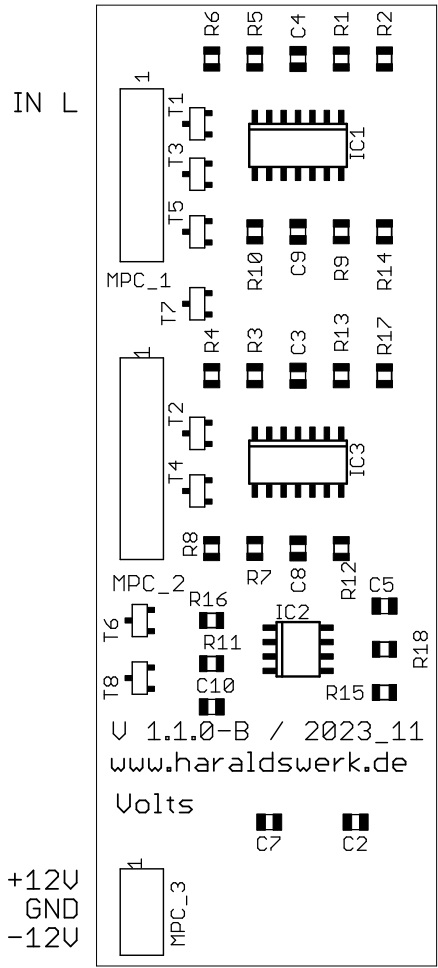 R6 R5 C4 R1 R2
IN L
1
T1
IC1
T3
T5
R10 C9 R9 R14
MPC_1
T7
R4 R3 C3 R13 R17
1
T2
IC3
T4
R8
R7 C8 R12
MPC_2
R16 IC2 C5
T6
R11 R18
T8 C10 R15
V 1.1.0-B / 2023_11
www.haraldswerk.de
Volts
C7 C2
1
+12V
GND
-12V
MPC_3